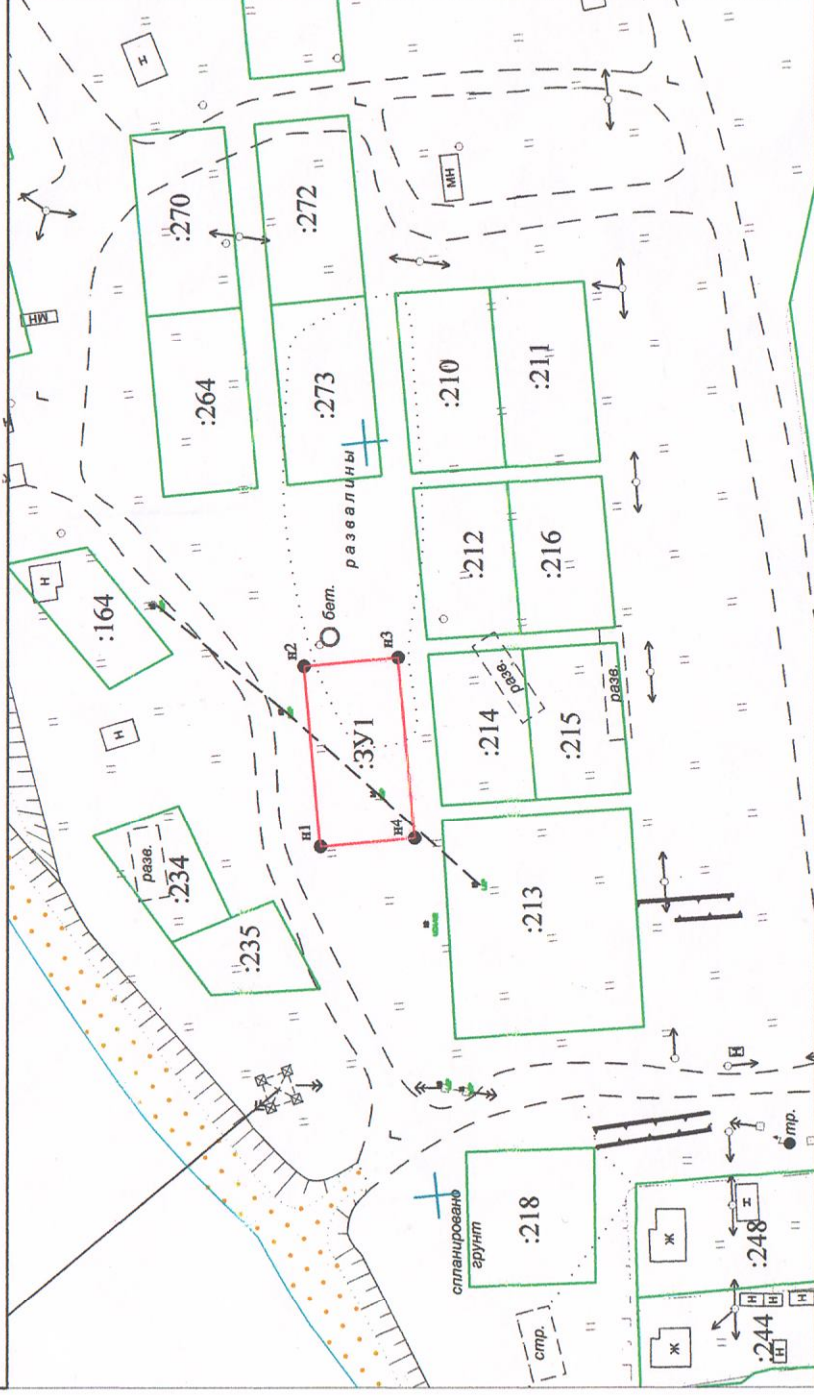 Н
МН
Г
:270
:272
МН
Г
:264
:273
:210
:211
развалины
:212
:216
Н
:164
бет.
н2
н3
:ЗУ1
н1
н4
разв.
:214
:215
разв.
Н
разв.
:234
:235
:213
Н
Г
спланировано
грунт
:218
тр.
стр.
Ж
Н
:248
Ж
Н
Н
Н
:244
Н